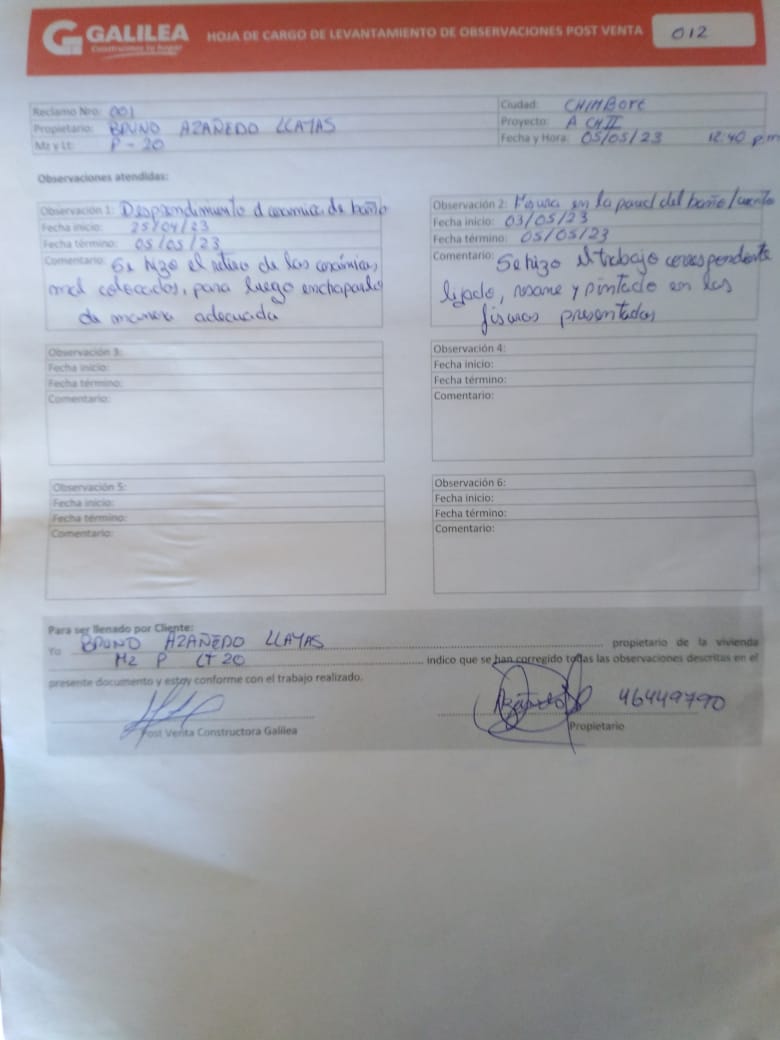 GALILEA
Construimos tu hogar
HOJA DE CARGO DE LEVANTAMIENTO DE OBSERVACIONES POST VENTA
012
Reclamo Nro: 001
Propietario: BRUNO AZAÑEDO LLAJAS
Mz y Lt: P - 20
Ciudad: CHIMBOTE
Proyecto: A CH II
Fecha y Hora: 05/05/23 12:40 p.m
Observaciones atendidas:
Observación 1: Desprendimiento d ceramica de baño
Fecha inicio: 25/04/23
Fecha término: 05/05/23
Comentario: Se hizo el retiro de las cerámicas
mal colocados, para luego enchaparlo
de manera adecuada
Observación 2: Fisura en la pared del baño/cuarto
Fecha inicio: 03/05/23
Fecha término: 05/05/23
Comentario: Se hizo el trabajo correspondente
lijado, resane y pintado en las
fisuras presentadas
Observación 3:
Fecha inicio:
Fecha término:
Comentario:
Observación 4:
Fecha inicio:
Fecha término:
Comentario:
Observación 5:
Fecha inicio:
Fecha término:
Comentario:
Observación 6:
Fecha inicio:
Fecha término:
Comentario:
Para ser llenado por Cliente:
Yo BRUNO AZAÑEDO LLAJAS propietario de la vivienda
Mz P LT 20 indico que se han corregido todas las observaciones descritas en el
presente documento y estoy conforme con el trabajo realizado.
46449790
Post Venta Constructora Galilea
Propietario